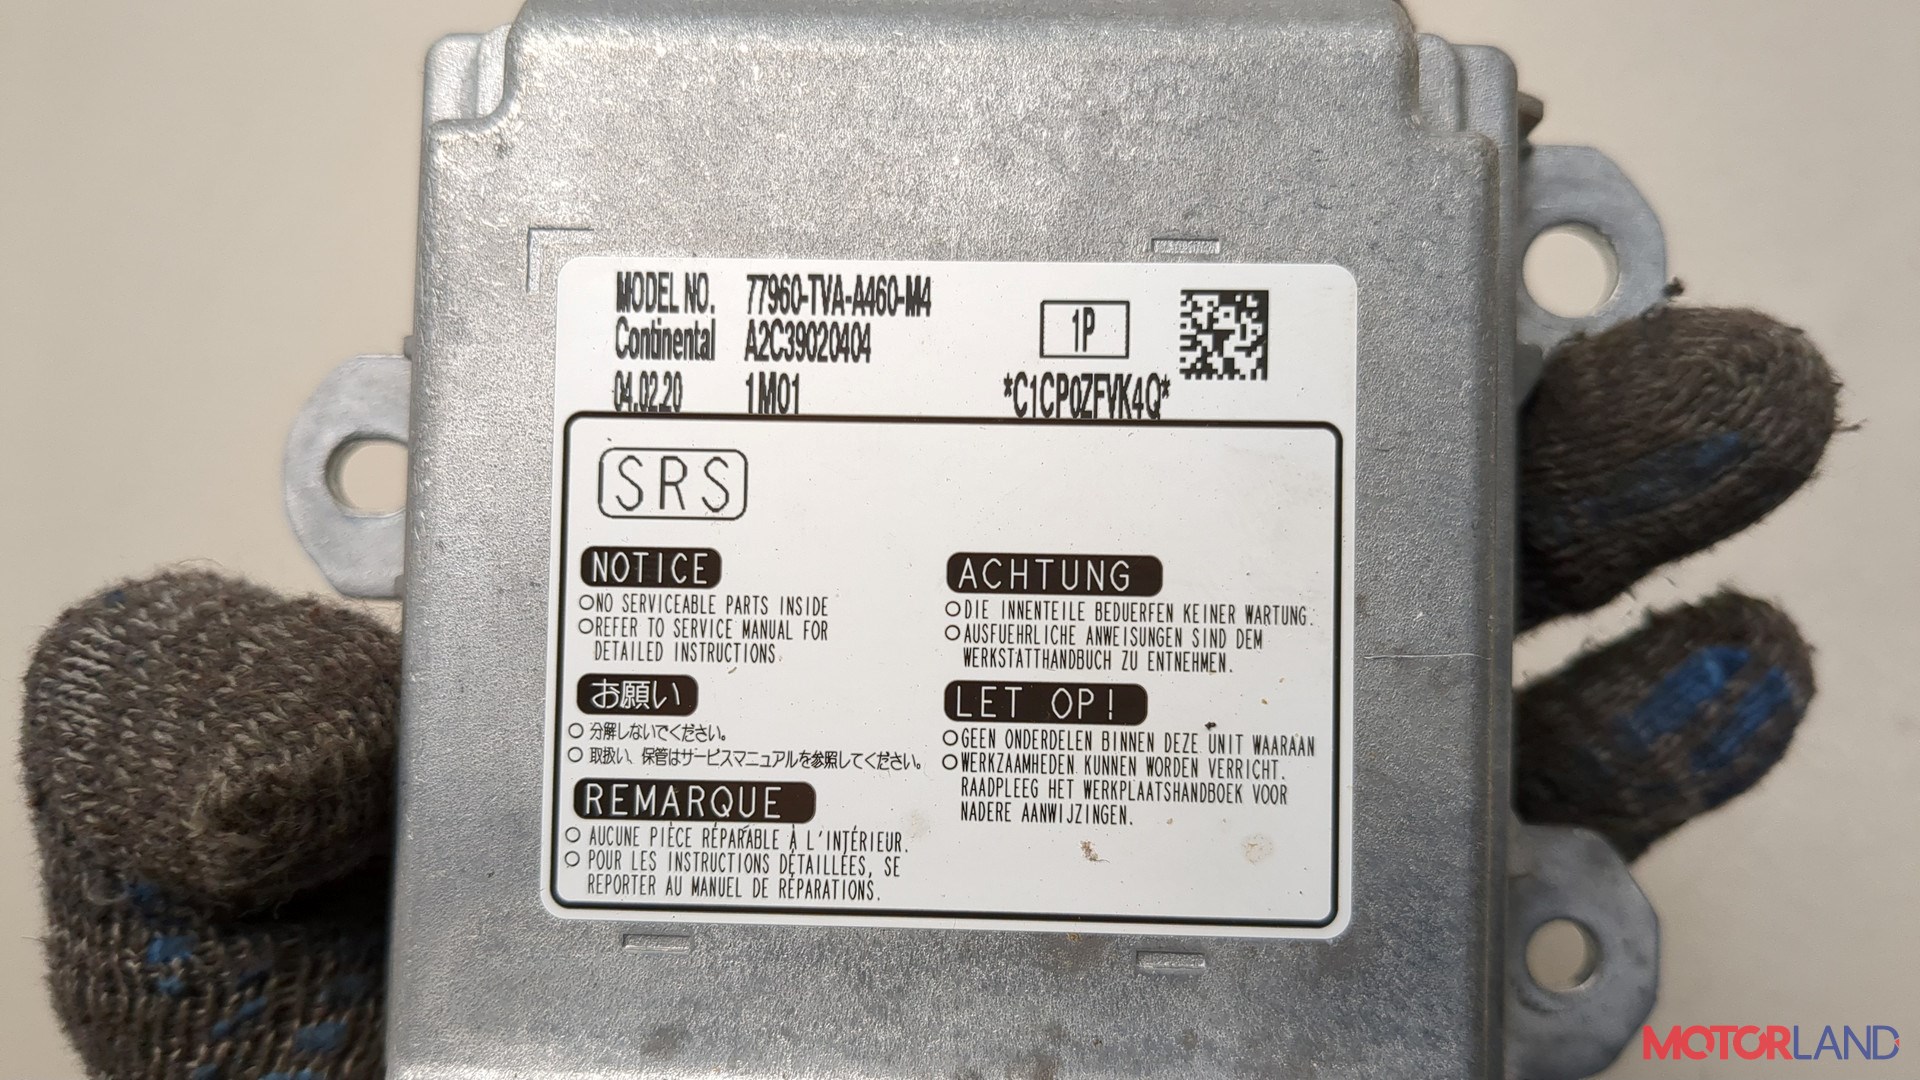 MODEL NO. 77960-TVA-A460-M4
Continental A2C39020404
1P
04.02.20 1M01 *C1CP0ZFVK4Q*
SRS
NOTICE
○NO SERVICEABLE PARTS INSIDE
○REFER TO SERVICE MANUAL FOR
DETAILED INSTRUCTIONS.
お願い
○ 分解しないでください。
○ 取扱い、保管はサービスマニュアルを参照してください。
REMARQUE
○ AUCUNE PIÈCE RÉPARABLE À L'INTÉRIEUR.
○ POUR LES INSTRUCTIONS DÉTAILLÉES, SE
REPORTER AU MANUEL DE RÉPARATIONS.
ACHTUNG
○DIE INNENTEILE BEDUERFEN KEINER WARTUNG.
○AUSFUEHRLICHE ANWEISUNGEN SIND DEM
WERKSTATTHANDBUCH ZU ENTNEHMEN.
LET OP!
○GEEN ONDERDELEN BINNEN DEZE UNIT WAARAAN
○WERKZAAMHEDEN KUNNEN WORDEN VERRICHT.
RAADPLEEG HET WERKPLAATSHANDBOEK VOOR
NADERE AANWIJZINGEN.
MOTORLAND